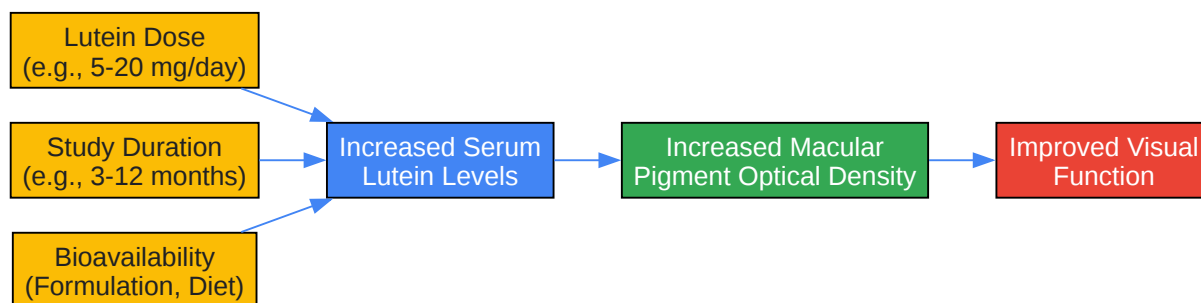 Lutein Dose
(e.g., 5-20 mg/day)
Study Duration
(e.g., 3-12 months)
Bioavailability
(Formulation, Diet)
Increased Serum
Lutein Levels
Increased Macular
Pigment Optical Density
Improved Visual
Function